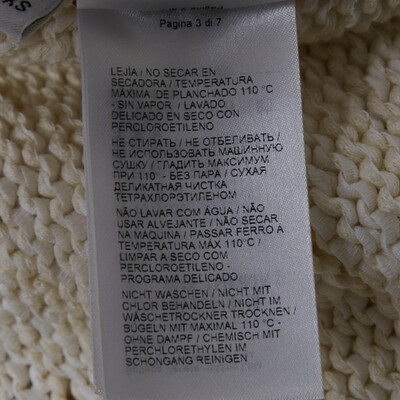 Pagina 3 di 7
LEJÍA / NO SECAR EN
SECADORA / TEMPERATURA
MÁXIMA DE PLANCHADO 110 °C
- SIN VAPOR / LAVADO
DELICADO EN SECO CON
PERCLOROETILENO
НЕ СТИРАТЬ / НЕ ОТБЕЛИВАТЬ /
НЕ ИСПОЛЬЗОВАТЬ МАШИННУЮ
СУШКУ / ГЛАДИТЬ МАКСИМУМ
ПРИ 110° - БЕЗ ПАРА / СУХАЯ
ДЕЛИКАТНАЯ ЧИСТКА
ТЕТРАХЛОРЭТИЛЕНОМ
NÃO LAVAR COM ÁGUA / NÃO
USAR ALVEJANTE / NÃO SECAR
NA MAQUINA / PASSAR FERRO A
TEMPERATURA MÁX 110°C /
LIMPAR A SECO COM
PERCLOROETILENO -
PROGRAMA DELICADO
NICHT WASCHEN / NICHT MIT
CHLOR BEHANDELN / NICHT IM
WÄSCHETROCKNER TROCKNEN /
BÜGELN MIT MAXIMAL 110 °C -
OHNE DAMPF / CHEMISCH MIT
PERCHLORETHYLEN IM
SCHONGANG REINIGEN